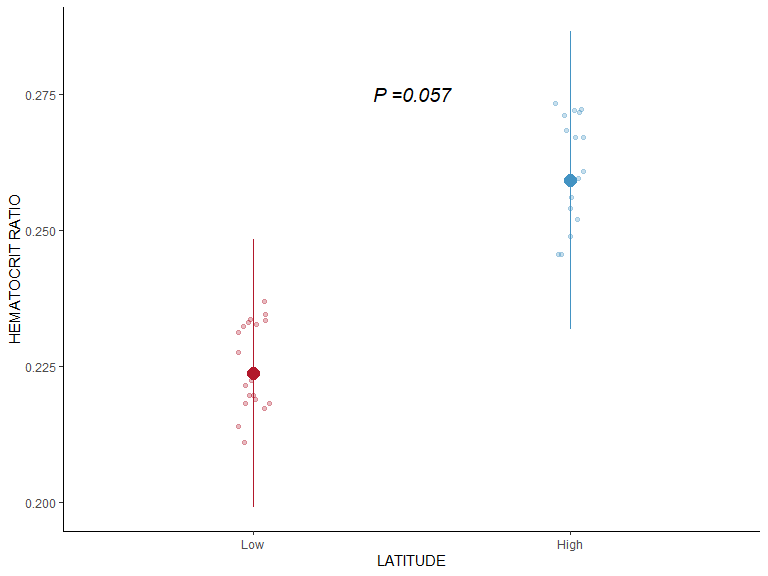 P =0.057
HEMATOCRIT RATIO
0.275
0.250
0.225
0.200
Low
High
LATITUDE